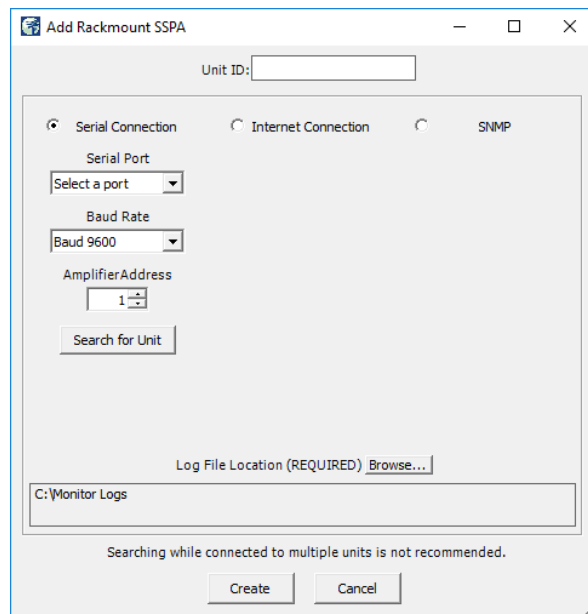 Add Rackmount SSPA
Unit ID:
Serial Connection Internet Connection SNMP
Serial Port
Select a port
Baud Rate
Baud 9600
AmplifierAddress
1
Search for Unit
Log File Location (REQUIRED) Browse...
C:\Monitor Logs
Searching while connected to multiple units is not recommended.
Create Cancel